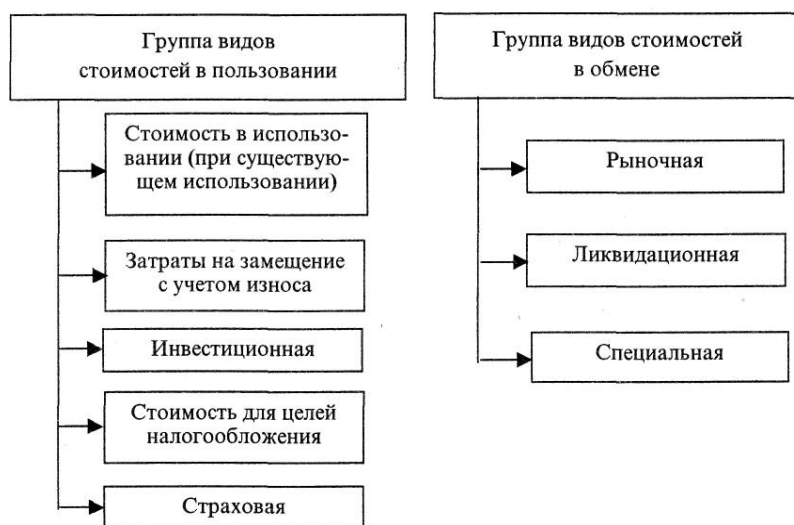 Группа видов
стоимостей в пользовании
Стоимость в использо-
вании (при существую-
щем использовании)
Затраты на замещение
с учетом износа
Инвестиционная
Стоимость для целей
налогообложения
Страховая
Группа видов стоимостей
в обмене
Рыночная
Ликвидационная
Специальная